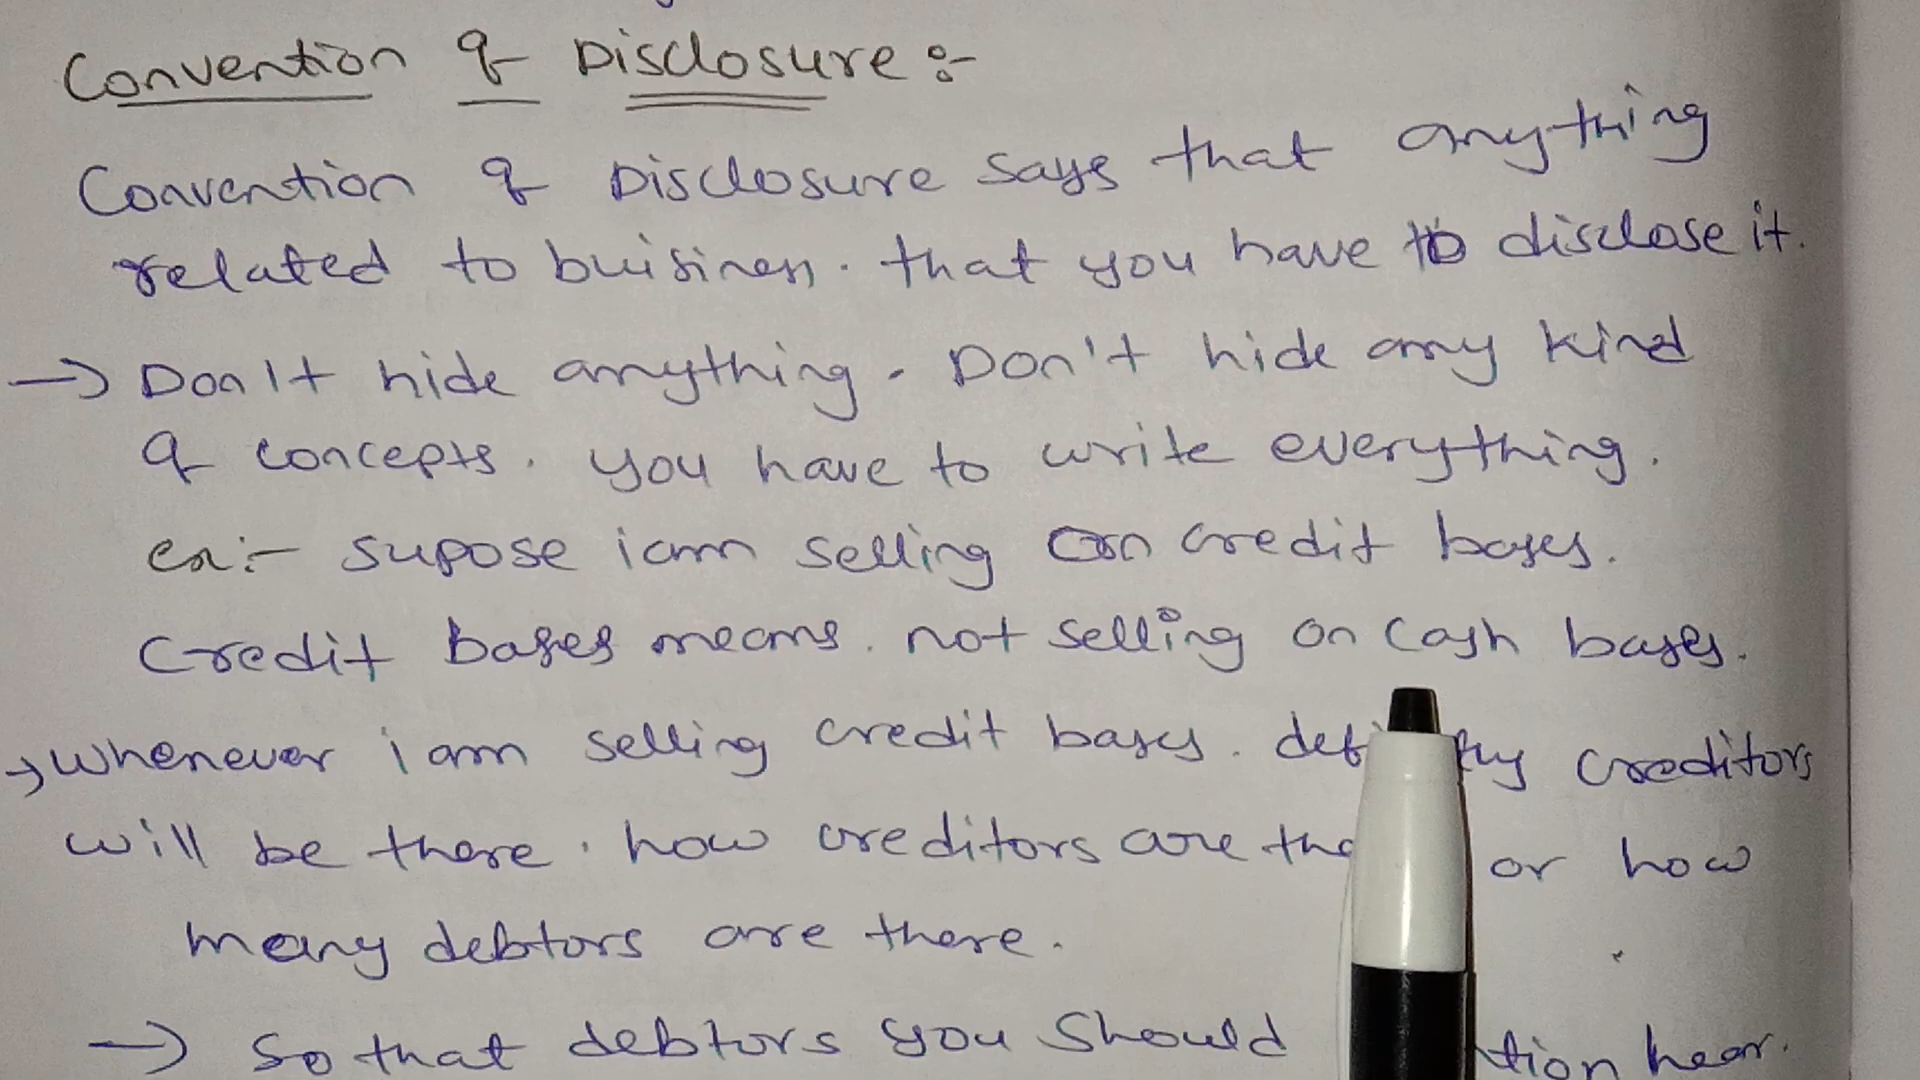 Convention of Disclosure :-
Convention of Disclosure says that anything
related to buisiness. that you have to disclose it.
→ Don't hide anything. Don't hide any kind
of concepts. you have to write everything.
ex:- supose i am selling on credit bases.
Credit bases means. not selling on cash bases.
→ whenever i am selling credit bases. creditors
will be there. how creditors are or how
many debtors are there.
→ so that debtors you should hear.